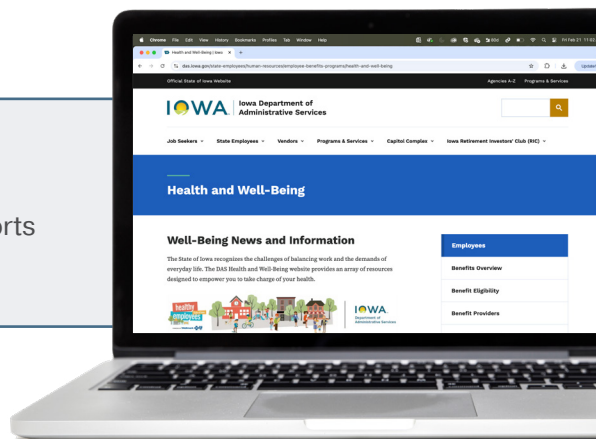 orts
Chrome File Edit View History Bookmarks Profiles Tab Window Help Fri Feb 21 11:02
Health and Well-Being | Iowa
das.iowa.gov/state-employees/human-resources/employee-benefits-programs/health-and-well-being
Official State of Iowa Website Agencies A-Z Programs & Services
IOWA. Iowa Department of
Administrative Services
Job Seekers State Employees Vendors Programs & Services Capitol Complex Iowa Retirement Investors' Club (RIC)
Health and Well-Being
Well-Being News and Information
The State of Iowa recognizes the challenges of balancing work and the demands of
everyday life. The DAS Health and Well-Being website provides an array of resources
designed to empower you to take charge of your health.
Employees
Benefits Overview
Benefit Eligibility
Benefit Providers
healthy
employees
IOWA.
Department of
Administrative Services